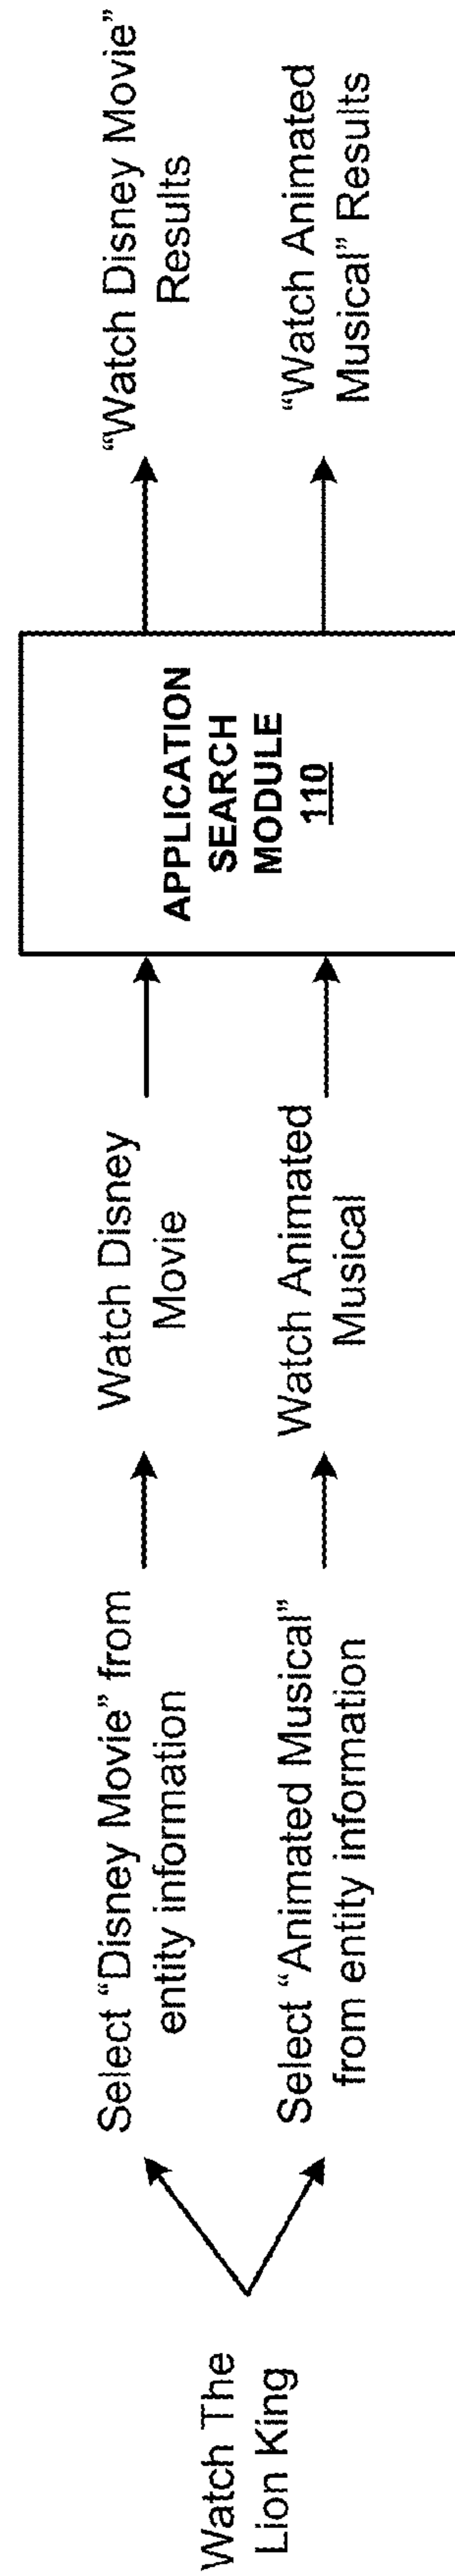 Watch The
Lion King
Select “Disney Movie” from
entity information
Select “Animated Musical”
from entity information
Watch Disney
Movie
Watch Animated
Musical
APPLICATION
SEARCH
MODULE
110
“Watch Disney Movie”
Results
“Watch Animated
Musical” Results